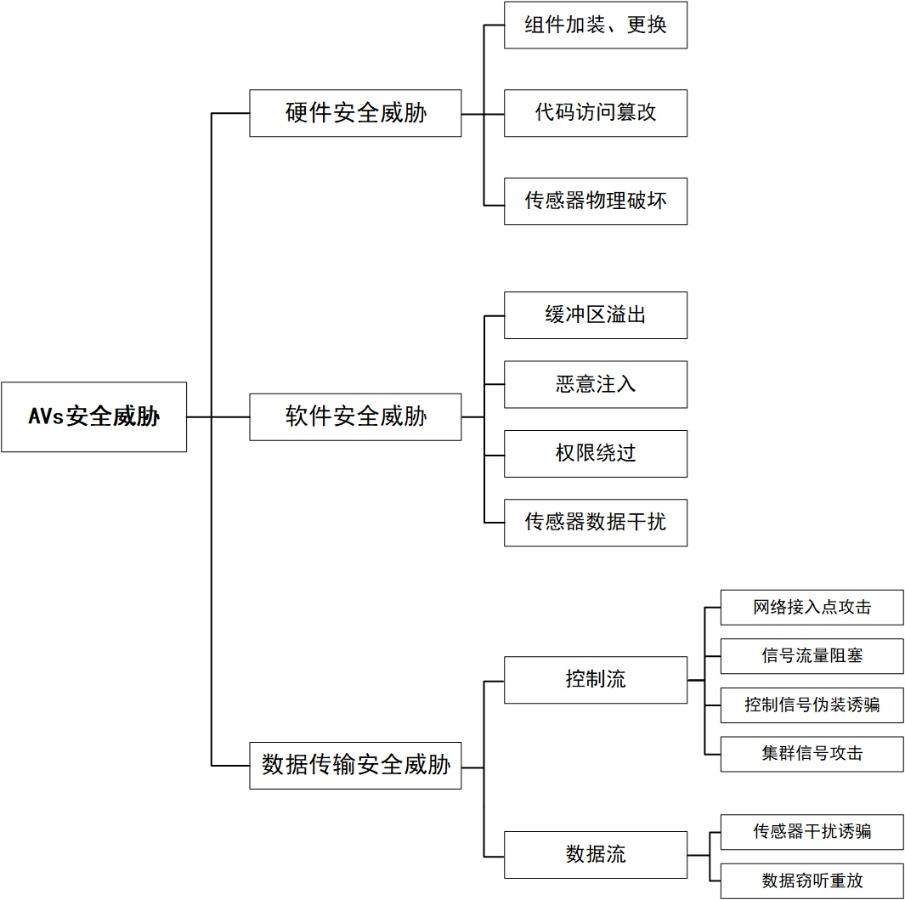 组件加装、更换
硬件安全威胁
代码访问篡改
传感器物理破坏
缓冲区溢出
恶意注入
AVs安全威胁
软件安全威胁
权限绕过
传感器数据干扰
网络接入点攻击
信号流量阻塞
控制流
控制信号伪装诱骗
集群信号攻击
数据传输安全威胁
传感器干扰诱骗
数据流
数据窃听重放